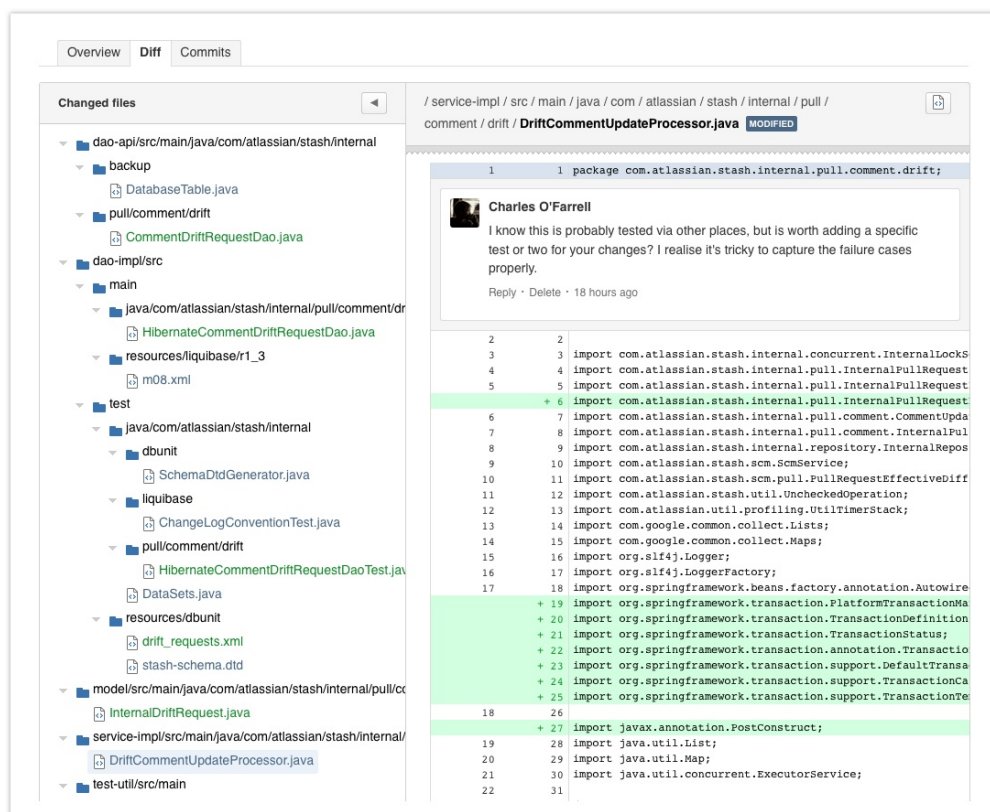 Overview Diff Commits
Changed files
dao-api/src/main/java/com/atlassian/stash/internal
backup
DatabaseTable.java
pull/comment/drift
CommentDriftRequestDao.java
dao-impl/src
main
java/com/atlassian/stash/internal/pull/comment/dr
HibernateCommentDriftRequestDao.java
resources/liquibase/r1_3
m08.xml
test
java/com/atlassian/stash/internal
dbunit
SchemaDtdGenerator.java
liquibase
ChangeLogConventionTest.java
pull/comment/drift
HibernateCommentDriftRequestDaoTest.jav
DataSets.java
resources/dbunit
drift_requests.xml
stash-schema.dtd
model/src/main/java/com/atlassian/stash/internal/pull/cc
InternalDriftRequest.java
service-impl/src/main/java/com/atlassian/stash/internal/
DriftCommentUpdateProcessor.java
test-util/src/main
/ service-impl / src / main / java / com / atlassian / stash / internal / pull /
comment / drift / DriftCommentUpdateProcessor.java MODIFIED
1 1 package com.atlassian.stash.internal.pull.comment.drift;
Charles O'Farrell
I know this is probably tested via other places, but is worth adding a specific
test or two for your changes? I realise it's tricky to capture the failure cases
properly.
Reply · Delete · 18 hours ago
2 2
3 3 import com.atlassian.stash.internal.concurrent.InternalLockS
4 4 import com.atlassian.stash.internal.pull.InternalPullRequest
5 5 import com.atlassian.stash.internal.pull.InternalPullRequest
+ 6 import com.atlassian.stash.internal.pull.InternalPullRequest
6 7 import com.atlassian.stash.internal.pull.comment.CommentUpda
7 8 import com.atlassian.stash.internal.pull.comment.InternalPul
8 9 import com.atlassian.stash.internal.repository.InternalRepos
9 10 import com.atlassian.stash.scm.ScmService;
10 11 import com.atlassian.stash.scm.pull.PullRequestEffectiveDiff
11 12 import com.atlassian.stash.util.UncheckedOperation;
12 13 import com.atlassian.util.profiling.UtilTimerStack;
13 14 import com.google.common.collect.Lists;
14 15 import com.google.common.collect.Maps;
15 16 import org.slf4j.Logger;
16 17 import org.slf4j.LoggerFactory;
17 18 import org.springframework.beans.factory.annotation.Autowire
+ 19 import org.springframework.transaction.PlatformTransactionMa
+ 20 import org.springframework.transaction.TransactionDefinition
+ 21 import org.springframework.transaction.TransactionStatus;
+ 22 import org.springframework.transaction.annotation.Transactio
+ 23 import org.springframework.transaction.support.DefaultTransa
+ 24 import org.springframework.transaction.support.TransactionCa
+ 25 import org.springframework.transaction.support.TransactionTe
18 26
+ 27 import javax.annotation.PostConstruct;
19 28 import java.util.List;
20 29 import java.util.Map;
21 30 import java.util.concurrent.ExecutorService;
22 31